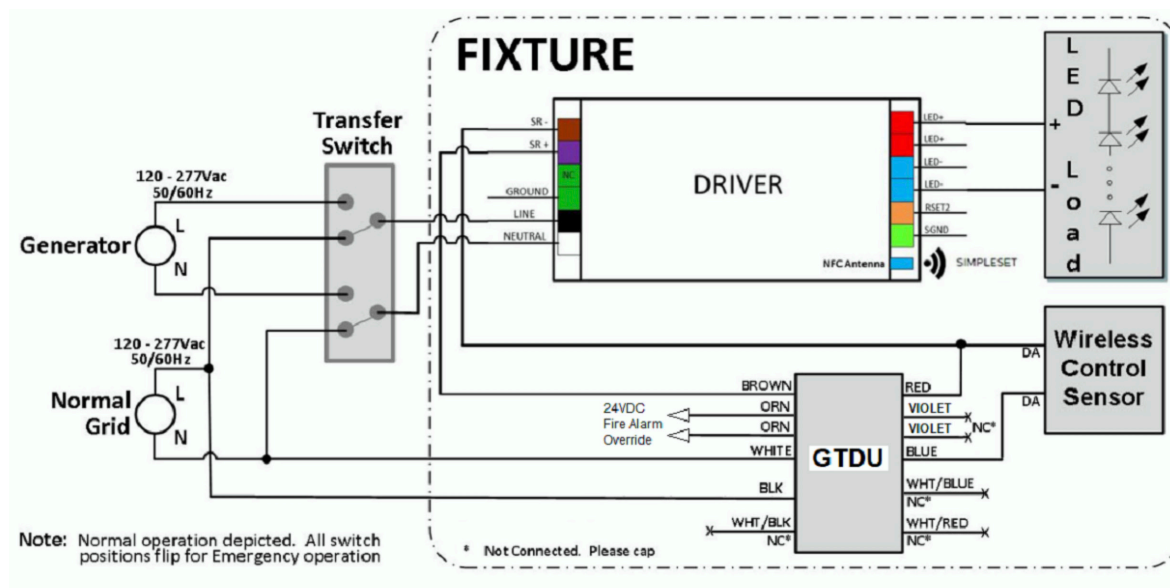 FIXTURE
Transfer
Switch
120 - 277Vac
50/60Hz
L
Generator
N
120 - 277Vac
50/60Hz
L
Normal
Grid
N
SR -
SR +
NC
GROUND
LINE
NEUTRAL
DRIVER
LED+
LED+
LED-
LED-
RSET2
SGND
NFC Antenna
SIMPLESET
+
-
LED Load
Wireless
Control
Sensor
DA
DA
BROWN
24VDC
Fire Alarm
Override
ORN
ORN
WHITE
BLK
WHT/BLK
NC*
GTDU
RED
VIOLET
VIOLET
NC*
BLUE
WHT/BLUE
NC*
WHT/RED
NC*
Note: Normal operation depicted. All switch
positions flip for Emergency operation
* Not Connected. Please cap